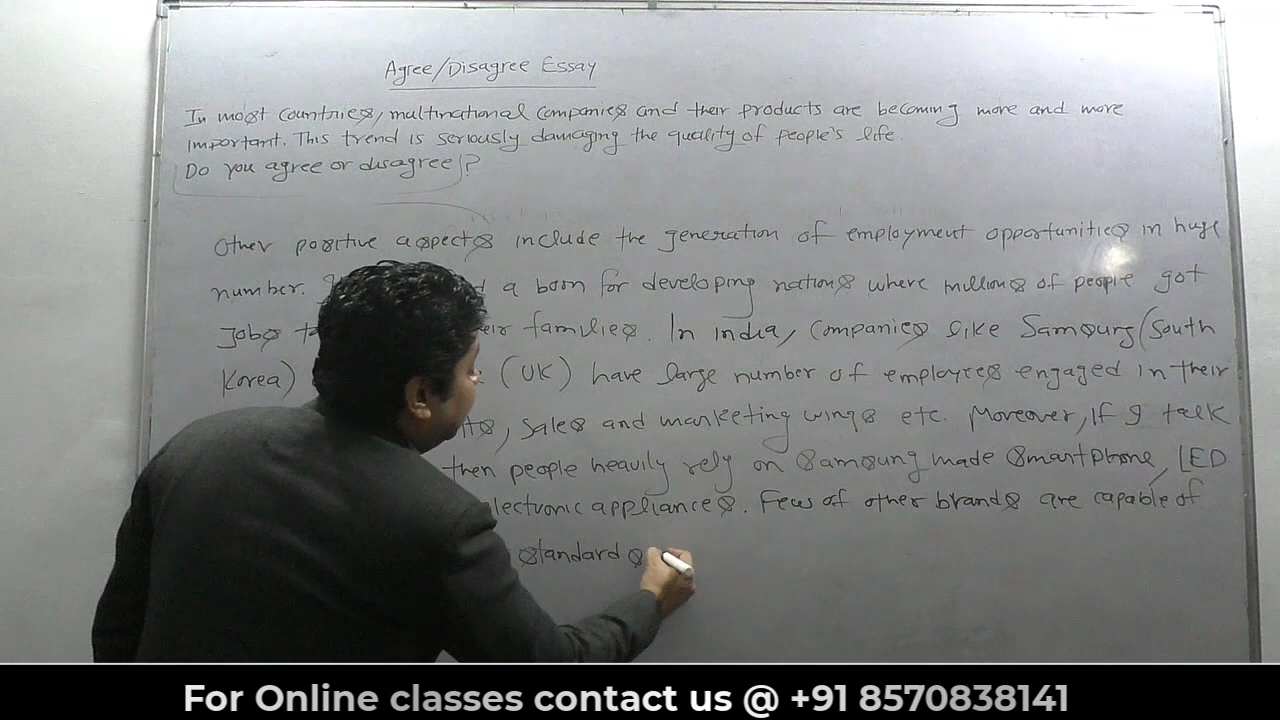 Agree/Disagree Essay
In most countries, multinational companies and their products are becoming more and more
important. This trend is seriously damaging the quality of people's life.
Do you agree or disagree?
Other positive aspects include the generation of employment opportunities in huge
number. a boon for developing nations where millions of people got
Jobs families. In india, companies like Samsung (South
Korea) (UK) have large number of employees engaged in their
, sales and marketing wings etc. Moreover, if I talk
then people heavily rely on Samsung made smartphone, LED
electronic appliances. Few of other brands are capable of
standard
For Online classes contact us @ +91 8570838141